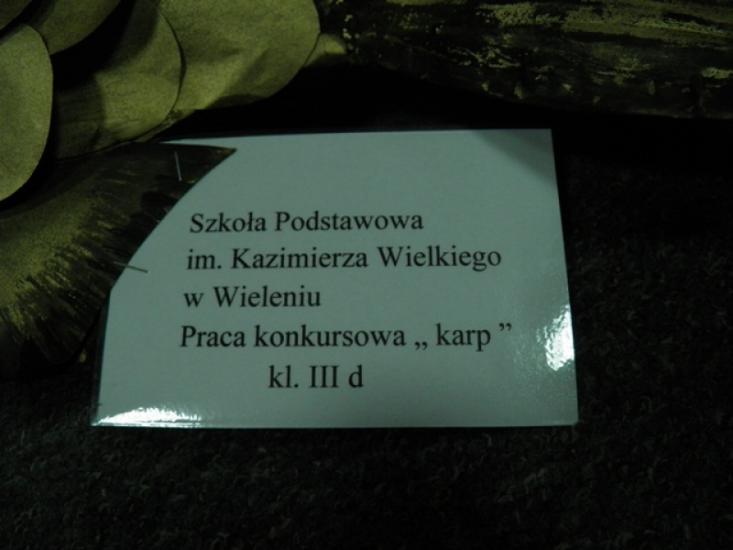 Szkoła Podstawowa
im. Kazimierza Wielkiego
w Wieleniu
Praca konkursowa „ karp ”
kl. III d